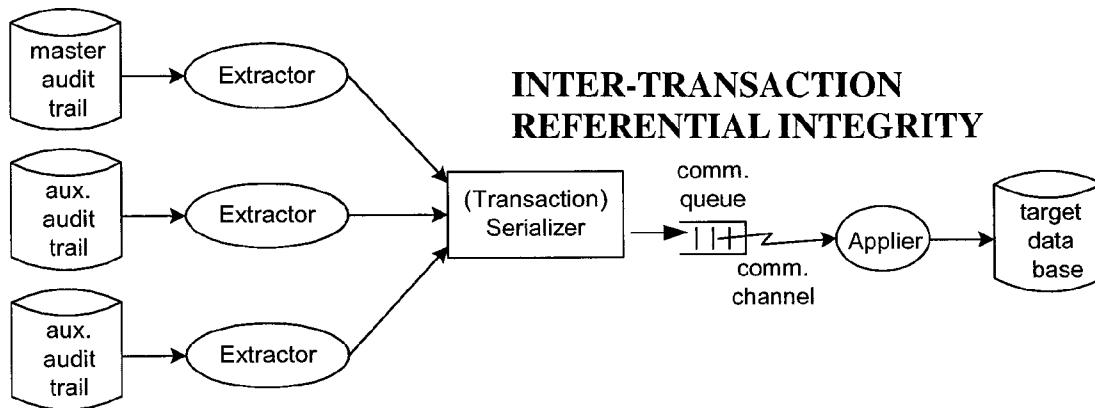 master
audit
trail
Extractor
INTER-TRANSACTION
REFERENTIAL INTEGRITY
aux.
audit
trail
Extractor
(Transaction)
Serializer
comm.
queue
comm.
channel
Applier
target
data
base
aux.
audit
trail
Extractor